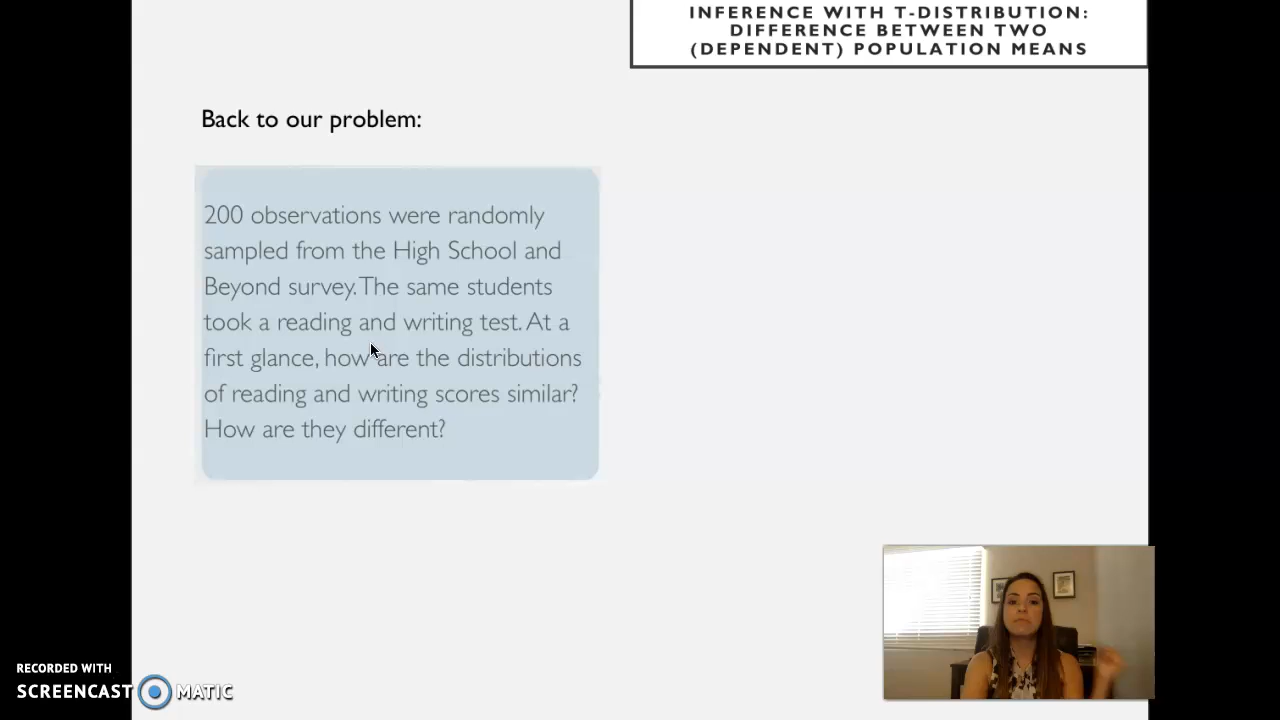 INFERENCE WITH T-DISTRIBUTION:
DIFFERENCE BETWEEN TWO
(DEPENDENT) POPULATION MEANS
Back to our problem:
200 observations were randomly
sampled from the High School and
Beyond survey. The same students
took a reading and writing test. At a
first glance, how are the distributions
of reading and writing scores similar?
How are they different?
RECORDED WITH
SCREENCAST MATIC